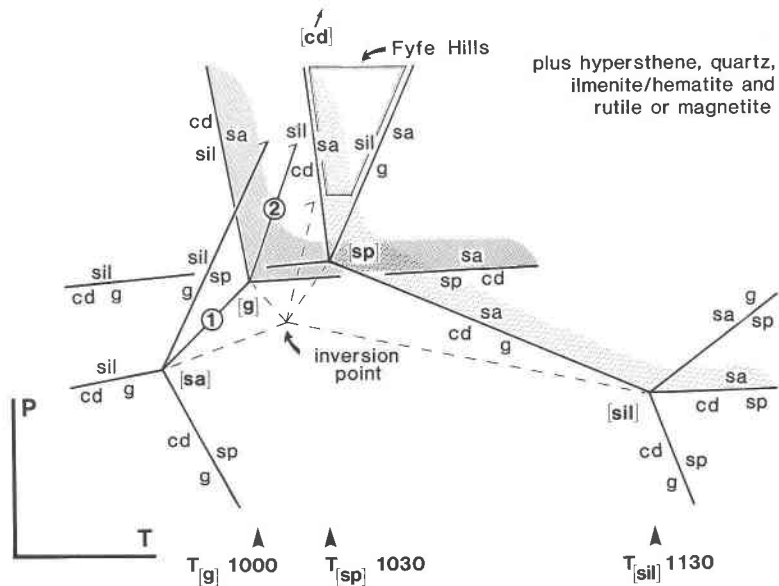 [cd]
Fyfe Hills
plus hypersthene, quartz,
ilmenite/hematite and
rutile or magnetite
cd sa
sil
sil sa sil sa
cd g
2
sil
sp
g
sil
cd g
[sp]
sa
sp cd
[g]
1
sa
cd g
g
sa sp
inversion
point
sil
cd g
[sa]
sa
cd sp
[sil]
P
cd sp
g
cd sp
g
T
T[g] 1000
T[sp] 1030
T[sil] 1130